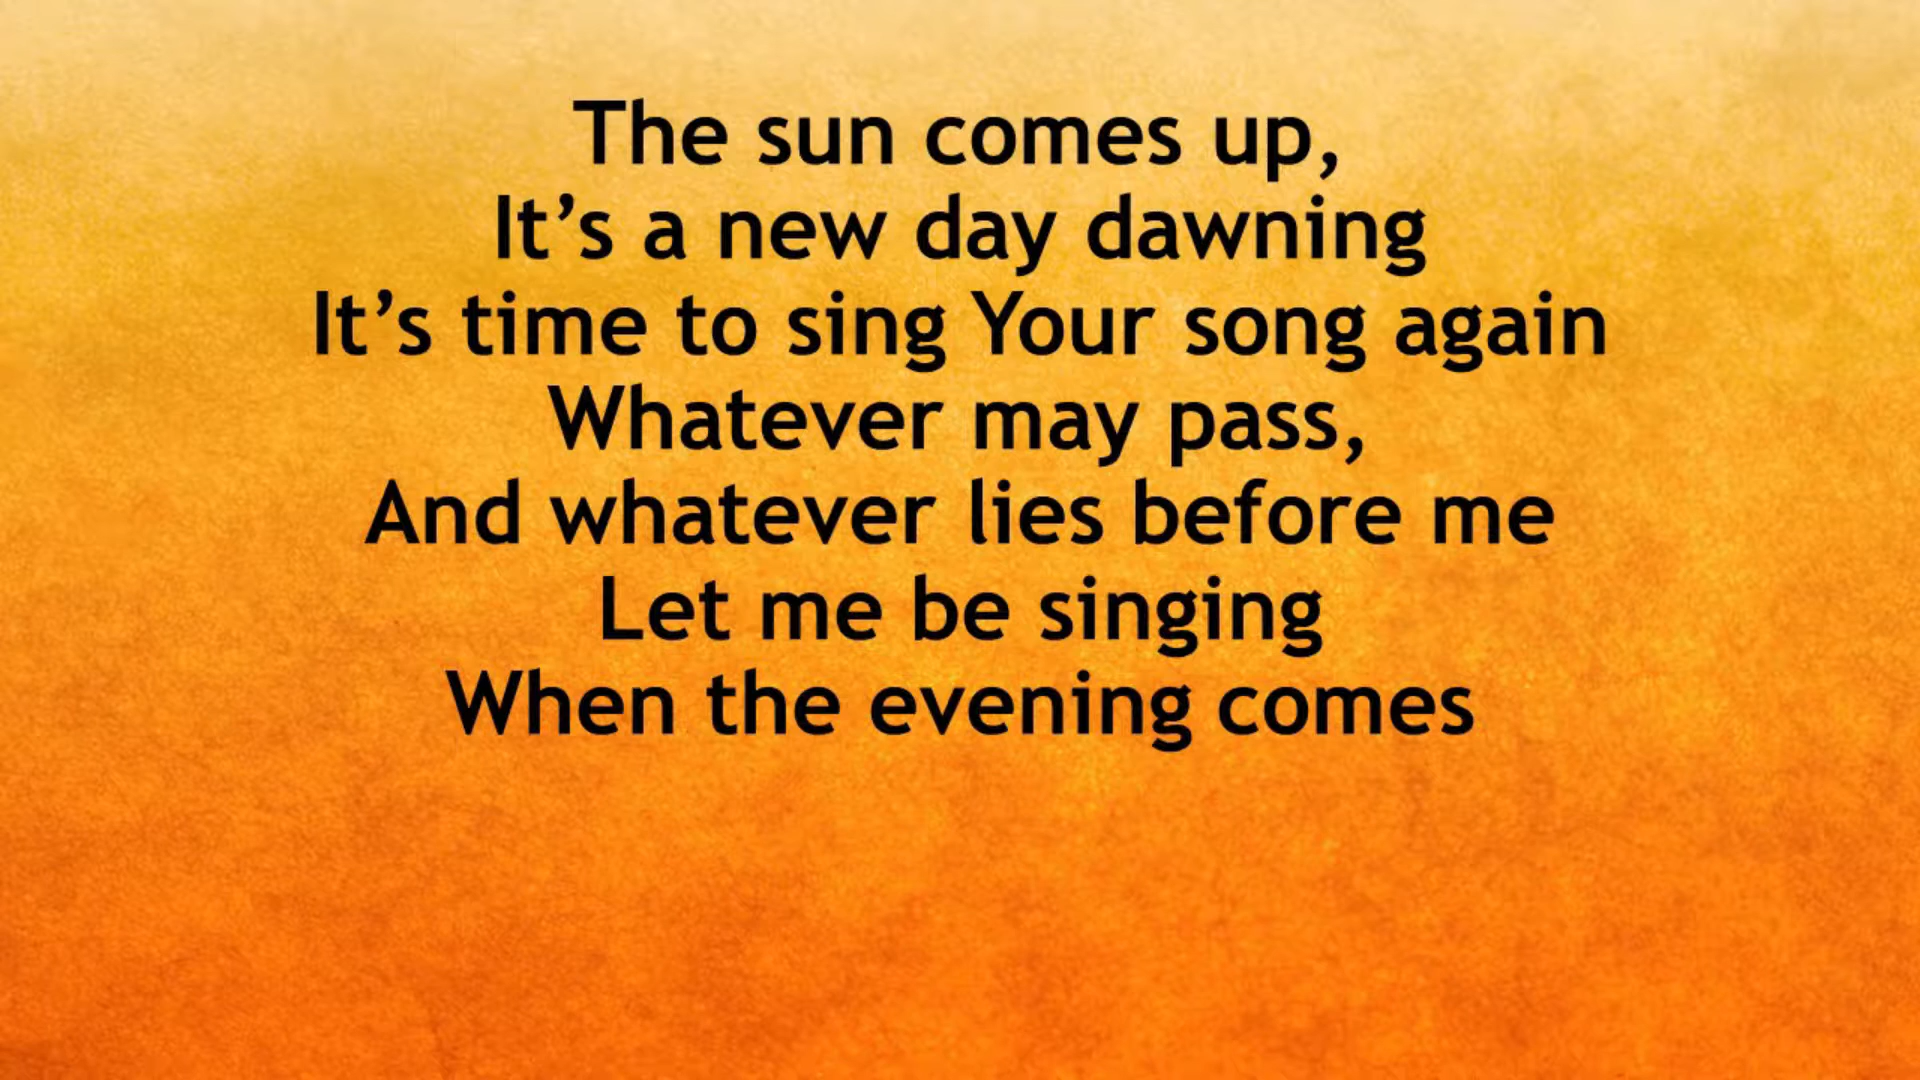 The sun comes up,
It’s a new day dawning
It’s time to sing Your song again
Whatever may pass,
And whatever lies before me
Let me be singing
When the evening comes